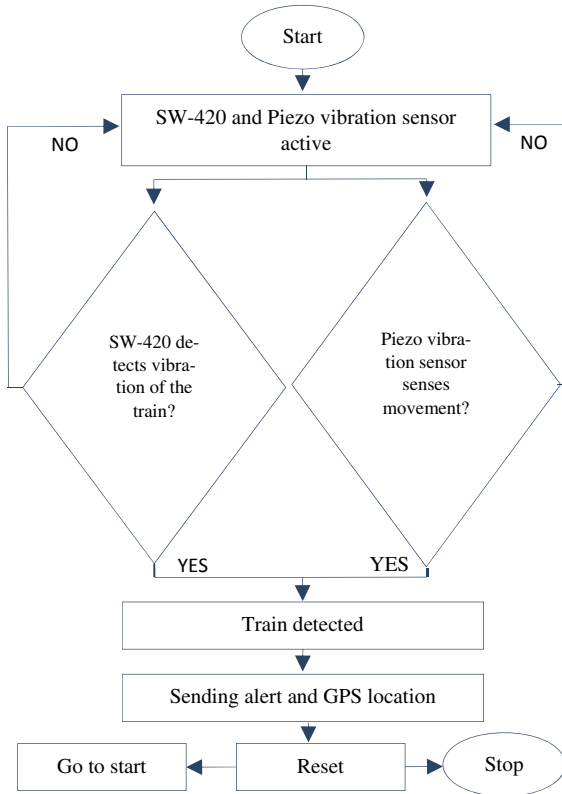 Start
SW-420 and Piezo vibration sensor
active
NO
NO
SW-420 de-
tects vibra-
tion of the
train?
Piezo vibra-
tion sensor
senses
movement?
YES
YES
Train detected
Sending alert and GPS location
Go to start
Reset
Stop